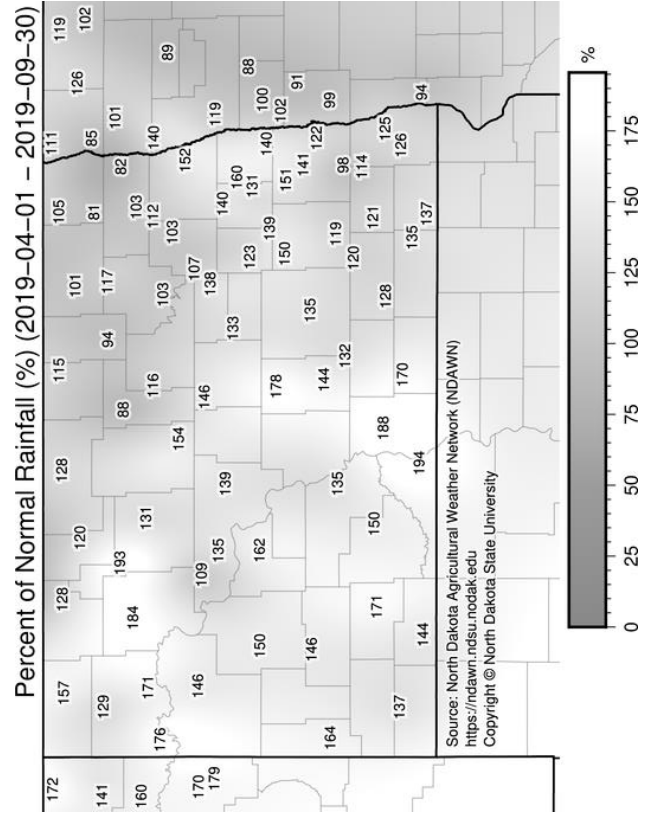 Percent of Normal Rainfall (%) (2019−04−01 − 2019−09−30)
172 157 128 128 115 101 105 111 119
120 126 102
141 129 193 94 117 81 85
160 171 184 131 88 103 82 101
176 116 103 112 140 89
154 103 152
170 146 109 146 107
179 135 138 140 119
139 133 123 160 88
131
150 162 139 140 100
178 150 151 102 91
146 135 141 122
144 99
164 135 132 119 98
120 114
171 150 188 128 121 125
137 170 135 126
144 194 137 94
Source: North Dakota Agricultural Weather Network (NDAWN)
https://ndawn.ndsu.nodak.edu
Copyright © North Dakota State University
%
0 25 50 75 100 125 150 175